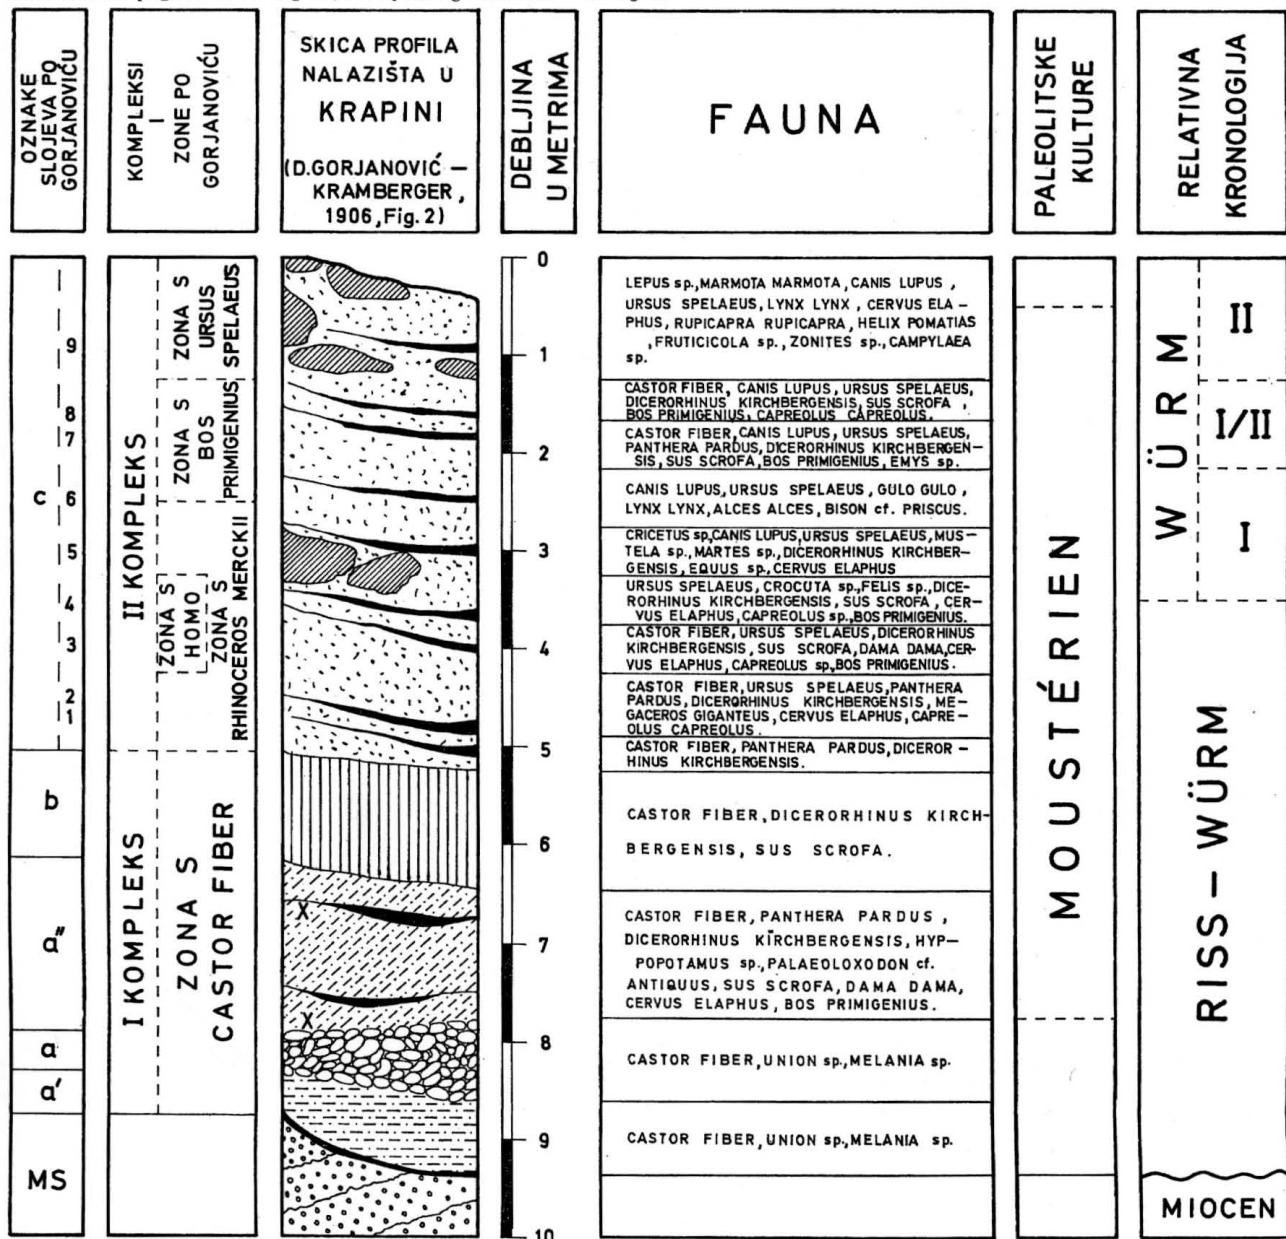 OZNAKE
SLOJEVA PO
GORJANOVIĆU
KOMPLEKSI
I
ZONE PO
GORJANOVIĆU
SKICA PROFILA
NALAZIŠTA U
KRAPINI
(D.GORJANOVIĆ –
KRAMBERGER,
1906, Fig. 2)
DEBLJINA
U METRIMA
FAUNA
PALEOLITSKE
KULTURE
RELATIVNA
KRONOLOGIJA
c
9
8
7
6
5
4
3
2
1
b
a"
a
a'
MS
II KOMPLEKS
ZONA S
URSUS
SPELAEUS
ZONA S
BOS
PRIMIGENIUS
ZONA S
HOMO
ZONA S
RHINOCEROS MERCKII
I KOMPLEKS
ZONA S
CASTOR FIBER
X
X
0
1
2
3
4
5
6
7
8
9
10
LEPUS sp., MARMOTA MARMOTA, CANIS LUPUS,
URSUS SPELAEUS, LYNX LYNX, CERVUS ELA–
PHUS, RUPICAPRA RUPICAPRA, HELIX POMATIAS
, FRUTICICOLA sp., ZONITES sp., CAMPYLAEA
sp.
CASTOR FIBER, CANIS LUPUS, URSUS SPELAEUS,
DICERORHINUS KIRCHBERGENSIS, SUS SCROFA,
BOS PRIMIGENIUS, CAPREOLUS CAPREOLUS.
CASTOR FIBER, CANIS LUPUS, URSUS SPELAEUS,
PANTHERA PARDUS, DICERORHINUS KIRCHBERGEN–
SIS, SUS SCROFA, BOS PRIMIGENIUS, EMYS sp.
CANIS LUPUS, URSUS SPELAEUS, GULO GULO,
LYNX LYNX, ALCES ALCES, BISON cf. PRISCUS.
CRICETUS sp., CANIS LUPUS, URSUS SPELAEUS, MUS–
TELA sp., MARTES sp., DICERORHINUS KIRCHBER–
GENSIS, EQUUS sp., CERVUS ELAPHUS
URSUS SPELAEUS, CROCUTA sp., FELIS sp., DICE–
RORHINUS KIRCHBERGENSIS, SUS SCROFA, CER–
VUS ELAPHUS, CAPREOLUS sp., BOS PRIMIGENIUS.
CASTOR FIBER, URSUS SPELAEUS, DICERORHINUS
KIRCHBERGENSIS, SUS SCROFA, DAMA DAMA, CER–
VUS ELAPHUS, CAPREOLUS sp., BOS PRIMIGENIUS.
CASTOR FIBER, URSUS SPELAEUS, PANTHERA
PARDUS, DICERORHINUS KIRCHBERGENSIS, ME–
GACEROS GIGANTEUS, CERVUS ELAPHUS, CAPRE–
OLUS CAPREOLUS.
CASTOR FIBER, PANTHERA PARDUS, DICEROR–
HINUS KIRCHBERGENSIS.
CASTOR FIBER, DICERORHINUS KIRCH–
BERGENSIS, SUS SCROFA.
CASTOR FIBER, PANTHERA PARDUS,
DICERORHINUS KIRCHBERGENSIS, HYP–
POPOTAMUS sp., PALAEOLOXODON cf.
ANTIQUUS, SUS SCROFA, DAMA DAMA,
CERVUS ELAPHUS, BOS PRIMIGENIUS.
CASTOR FIBER, UNION sp., MELANIA sp.
CASTOR FIBER, UNION sp., MELANIA sp.
MOUSTÉRIEN
WÜRM
II
I/II
I
RISS–WÜRM
MIOCEN